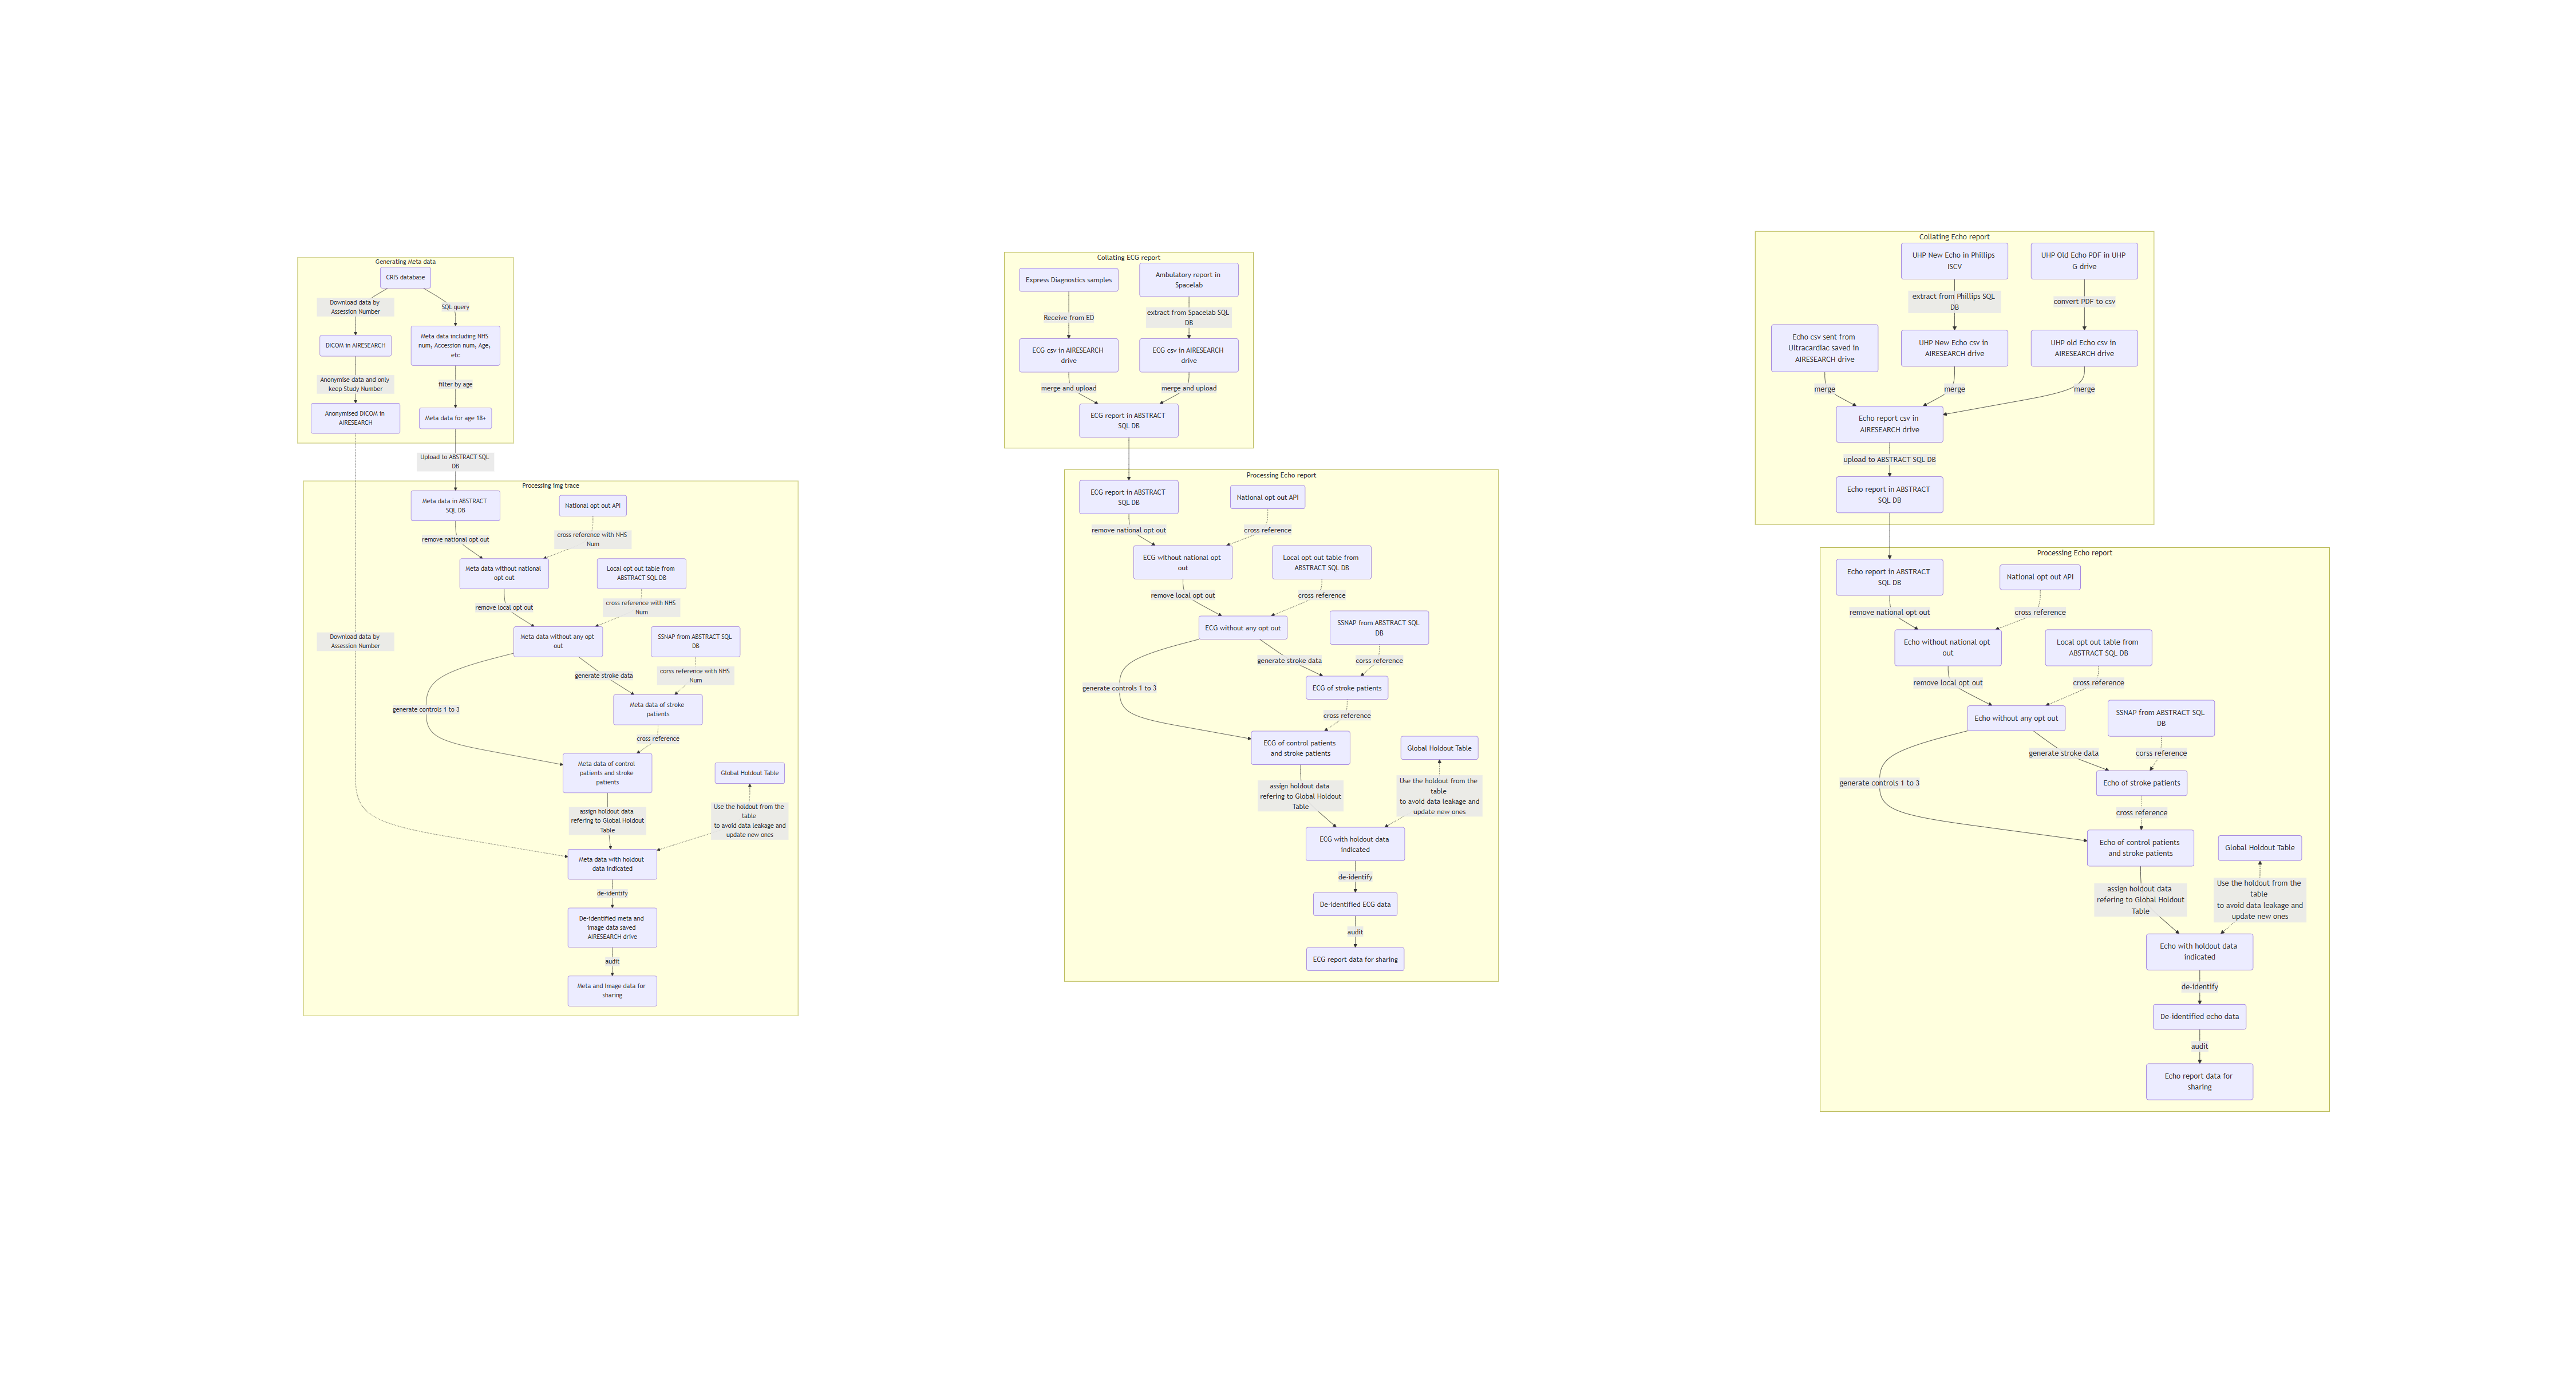 Generating Meta data
CRIS database
Download data by
Assession Number
SQL query
DICOM in AIRESEARCH
Meta data including NHS
num, Accession num, Age,
etc
Anonymise data and only
keep Study Number
filter by age
Anonymised DICOM in
AIRESEARCH
Meta data for age 18+
Upload to ABSTRACT SQL
DB
Processing img trace
Meta data in ABSTRACT
SQL DB
National opt out API
remove national opt out
cross reference with NHS
Num
Meta data without national
opt out
Local opt out table from
ABSTRACT SQL DB
remove local opt out
cross reference with NHS
Num
Download data by
Assession Number
Meta data without any opt
out
SSNAP from ABSTRACT SQL
DB
generate stroke data
corss reference with NHS
Num
generate controls 1 to 3
Meta data of stroke
patients
cross reference
Meta data of control
patients and stroke
patients
Global Holdout Table
assign holdout data
refering to Global Holdout
Table
Use the holdout from the
table
to avoid data leakage and
update new ones
Meta data with holdout
data indicated
de-identify
De-identified meta and
image data saved
AIRESEARCH drive
audit
Meta and image data for
sharing
Collating ECG report
Express Diagnostics samples
Ambulatory report in
Spacelab
Receive from ED
extract from Spacelab SQL
DB
ECG csv in AIRESEARCH
drive
ECG csv in AIRESEARCH
drive
merge and upload
merge and upload
ECG report in ABSTRACT
SQL DB
Processing Echo report
ECG report in ABSTRACT
SQL DB
National opt out API
remove national opt out
cross reference
ECG without national opt
out
Local opt out table from
ABSTRACT SQL DB
remove local opt out
cross reference
ECG without any opt out
SSNAP from ABSTRACT SQL
DB
generate stroke data
corss reference
generate controls 1 to 3
ECG of stroke patients
cross reference
ECG of control patients
and stroke patients
Global Holdout Table
assign holdout data
refering to Global Holdout
Table
Use the holdout from the
table
to avoid data leakage and
update new ones
ECG with holdout data
indicated
de-identify
De-identified ECG data
audit
ECG report data for sharing
Collating Echo report
UHP New Echo in Phillips
ISCV
UHP Old Echo PDF in UHP
G drive
extract from Phillips SQL
DB
convert PDF to csv
Echo csv sent from
Ultracardiac saved in
AIRESEARCH drive
UHP New Echo csv in
AIRESEARCH drive
UHP old Echo csv in
AIRESEARCH drive
merge
merge
merge
Echo report csv in
AIRESEARCH drive
upload to ABSTRACT SQL DB
Echo report in ABSTRACT
SQL DB
Processing Echo report
Echo report in ABSTRACT
SQL DB
National opt out API
remove national opt out
cross reference
Echo without national opt
out
Local opt out table from
ABSTRACT SQL DB
remove local opt out
cross reference
Echo without any opt out
SSNAP from ABSTRACT SQL
DB
generate stroke data
corss reference
generate controls 1 to 3
Echo of stroke patients
cross reference
Echo of control patients
and stroke patients
Global Holdout Table
assign holdout data
refering to Global Holdout
Table
Use the holdout from the
table
to avoid data leakage and
update new ones
Echo with holdout data
indicated
de-identify
De-identified echo data
audit
Echo report data for
sharing